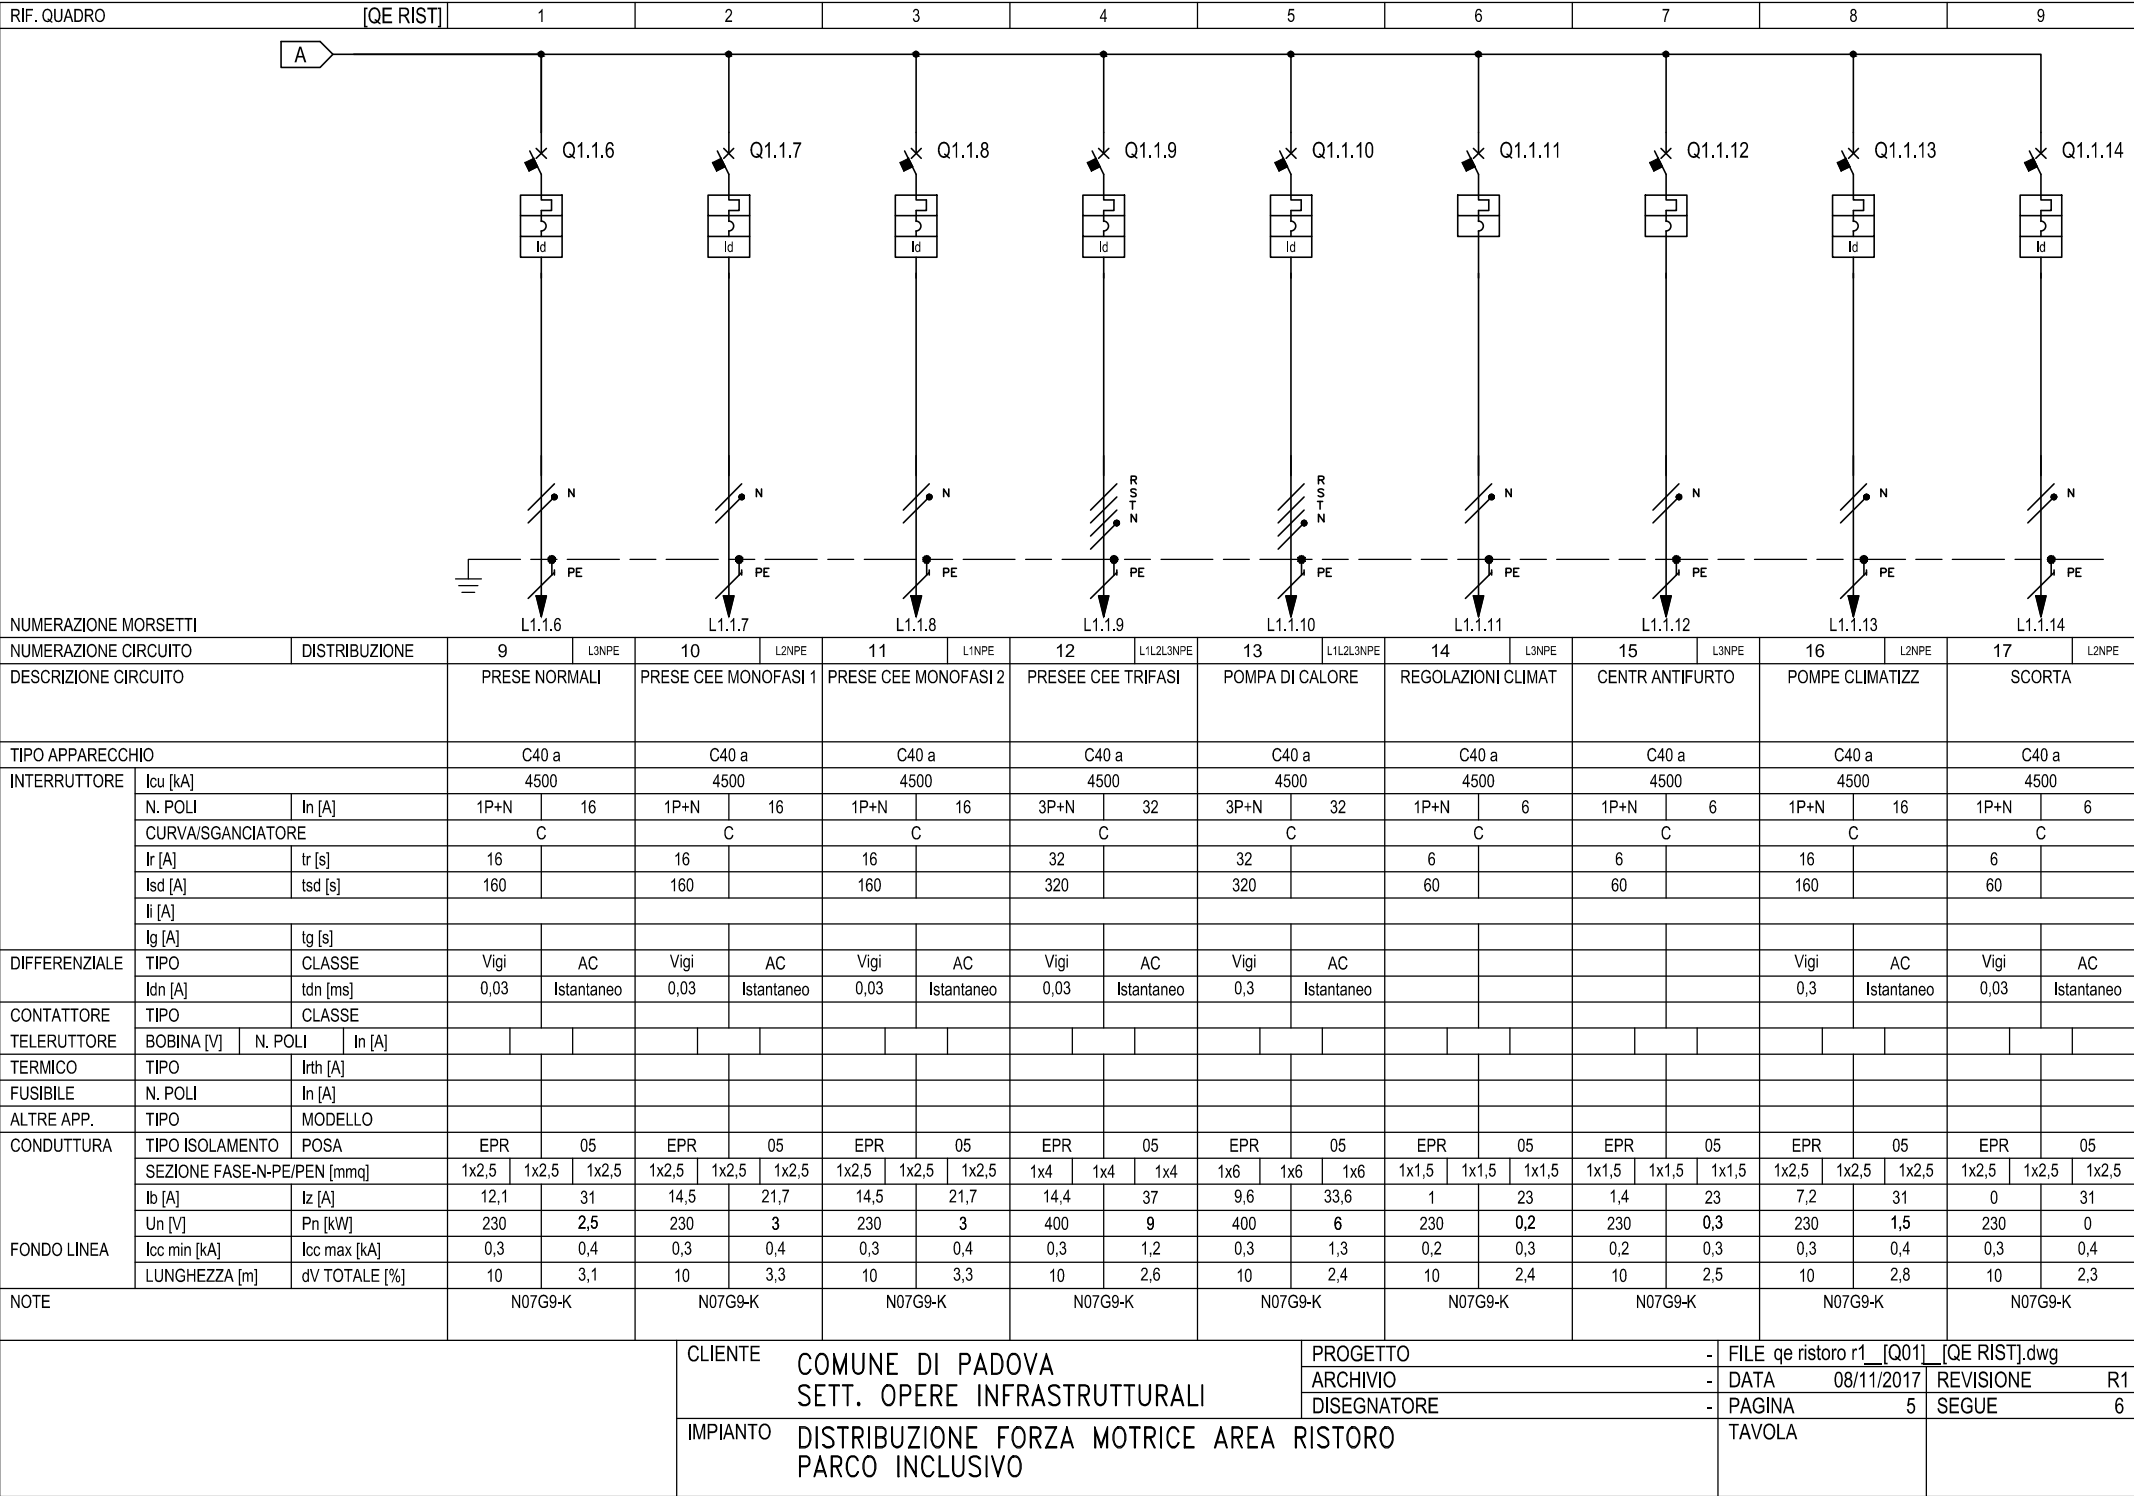 RIF. QUADRO [QE RIST] 1 2 3 4 5 6 7 8 9
A
Q1.1.6 Q1.1.7 Q1.1.8 Q1.1.9 Q1.1.10 Q1.1.11 Q1.1.12 Q1.1.13 Q1.1.14
Id Id Id Id Id Id Id
N N N R S T N R S T N N N N N
PE PE PE PE PE PE PE PE PE
NUMERAZIONE MORSETTI L1.1.6 L1.1.7 L1.1.8 L1.1.9 L1.1.10 L1.1.11 L1.1.12 L1.1.13 L1.1.14
NUMERAZIONE CIRCUITO DISTRIBUZIONE 9 L3NPE 10 L2NPE 11 L1NPE 12 L1L2L3NPE 13 L1L2L3NPE 14 L3NPE 15 L3NPE 16 L2NPE 17 L2NPE
DESCRIZIONE CIRCUITO PRESE NORMALI PRESE CEE MONOFASI 1 PRESE CEE MONOFASI 2 PRESEE CEE TRIFASI POMPA DI CALORE REGOLAZIONI CLIMAT CENTR ANTIFURTO POMPE CLIMATIZZ SCORTA
TIPO APPARECCHIO C40 a C40 a C40 a C40 a C40 a C40 a C40 a C40 a C40 a
INTERRUTTORE Icu [kA] 4500 4500 4500 4500 4500 4500 4500 4500 4500
N. POLI In [A] 1P+N 16 1P+N 16 1P+N 16 3P+N 32 3P+N 32 1P+N 6 1P+N 6 1P+N 16 1P+N 6
CURVA/SGANCIATORE C C C C C C C C C
Ir [A] tr [s] 16 16 16 32 32 6 6 16 6
Isd [A] tsd [s] 160 160 160 320 320 60 60 160 60
Ii [A]
Ig [A] tg [s]
DIFFERENZIALE TIPO CLASSE Vigi AC Vigi AC Vigi AC Vigi AC Vigi AC Vigi AC Vigi AC
Idn [A] tdn [ms] 0,03 Istantaneo 0,03 Istantaneo 0,03 Istantaneo 0,03 Istantaneo 0,3 Istantaneo 0,3 Istantaneo 0,03 Istantaneo
CONTATTORE TIPO CLASSE
TELERUTTORE BOBINA [V] N. POLI In [A]
TERMICO TIPO Irth [A]
FUSIBILE N. POLI In [A]
ALTRE APP. TIPO MODELLO
CONDUTTURA TIPO ISOLAMENTO POSA EPR 05 EPR 05 EPR 05 EPR 05 EPR 05 EPR 05 EPR 05 EPR 05 EPR 05
SEZIONE FASE-N-PE/PEN [mmq] 1x2,5 1x2,5 1x2,5 1x2,5 1x2,5 1x2,5 1x2,5 1x2,5 1x2,5 1x4 1x4 1x4 1x6 1x6 1x6 1x1,5 1x1,5 1x1,5 1x1,5 1x1,5 1x1,5 1x2,5 1x2,5 1x2,5 1x2,5 1x2,5 1x2,5
Ib [A] Iz [A] 12,1 31 14,5 21,7 14,5 21,7 14,4 37 9,6 33,6 1 23 1,4 23 7,2 31 0 31
Un [V] Pn [kW] 230 2,5 230 3 230 3 400 9 400 6 230 0,2 230 0,3 230 1,5 230 0
FONDO LINEA Icc min [kA] Icc max [kA] 0,3 0,4 0,3 0,4 0,3 0,4 0,3 1,2 0,3 1,3 0,2 0,3 0,2 0,3 0,3 0,4 0,3 0,4
LUNGHEZZA [m] dV TOTALE [%] 10 3,1 10 3,3 10 3,3 10 2,6 10 2,4 10 2,4 10 2,5 10 2,8 10 2,3
NOTE N07G9-K N07G9-K N07G9-K N07G9-K N07G9-K N07G9-K N07G9-K N07G9-K N07G9-K
CLIENTE COMUNE DI PADOVA
SETT. OPERE INFRASTRUTTURALI
PROGETTO - FILE qe ristoro r1__[Q01]__[QE RIST].dwg
ARCHIVIO - DATA 08/11/2017 REVISIONE R1
DISEGNATORE - PAGINA 5 SEGUE 6
IMPIANTO DISTRIBUZIONE FORZA MOTRICE AREA RISTORO
PARCO INCLUSIVO
TAVOLA